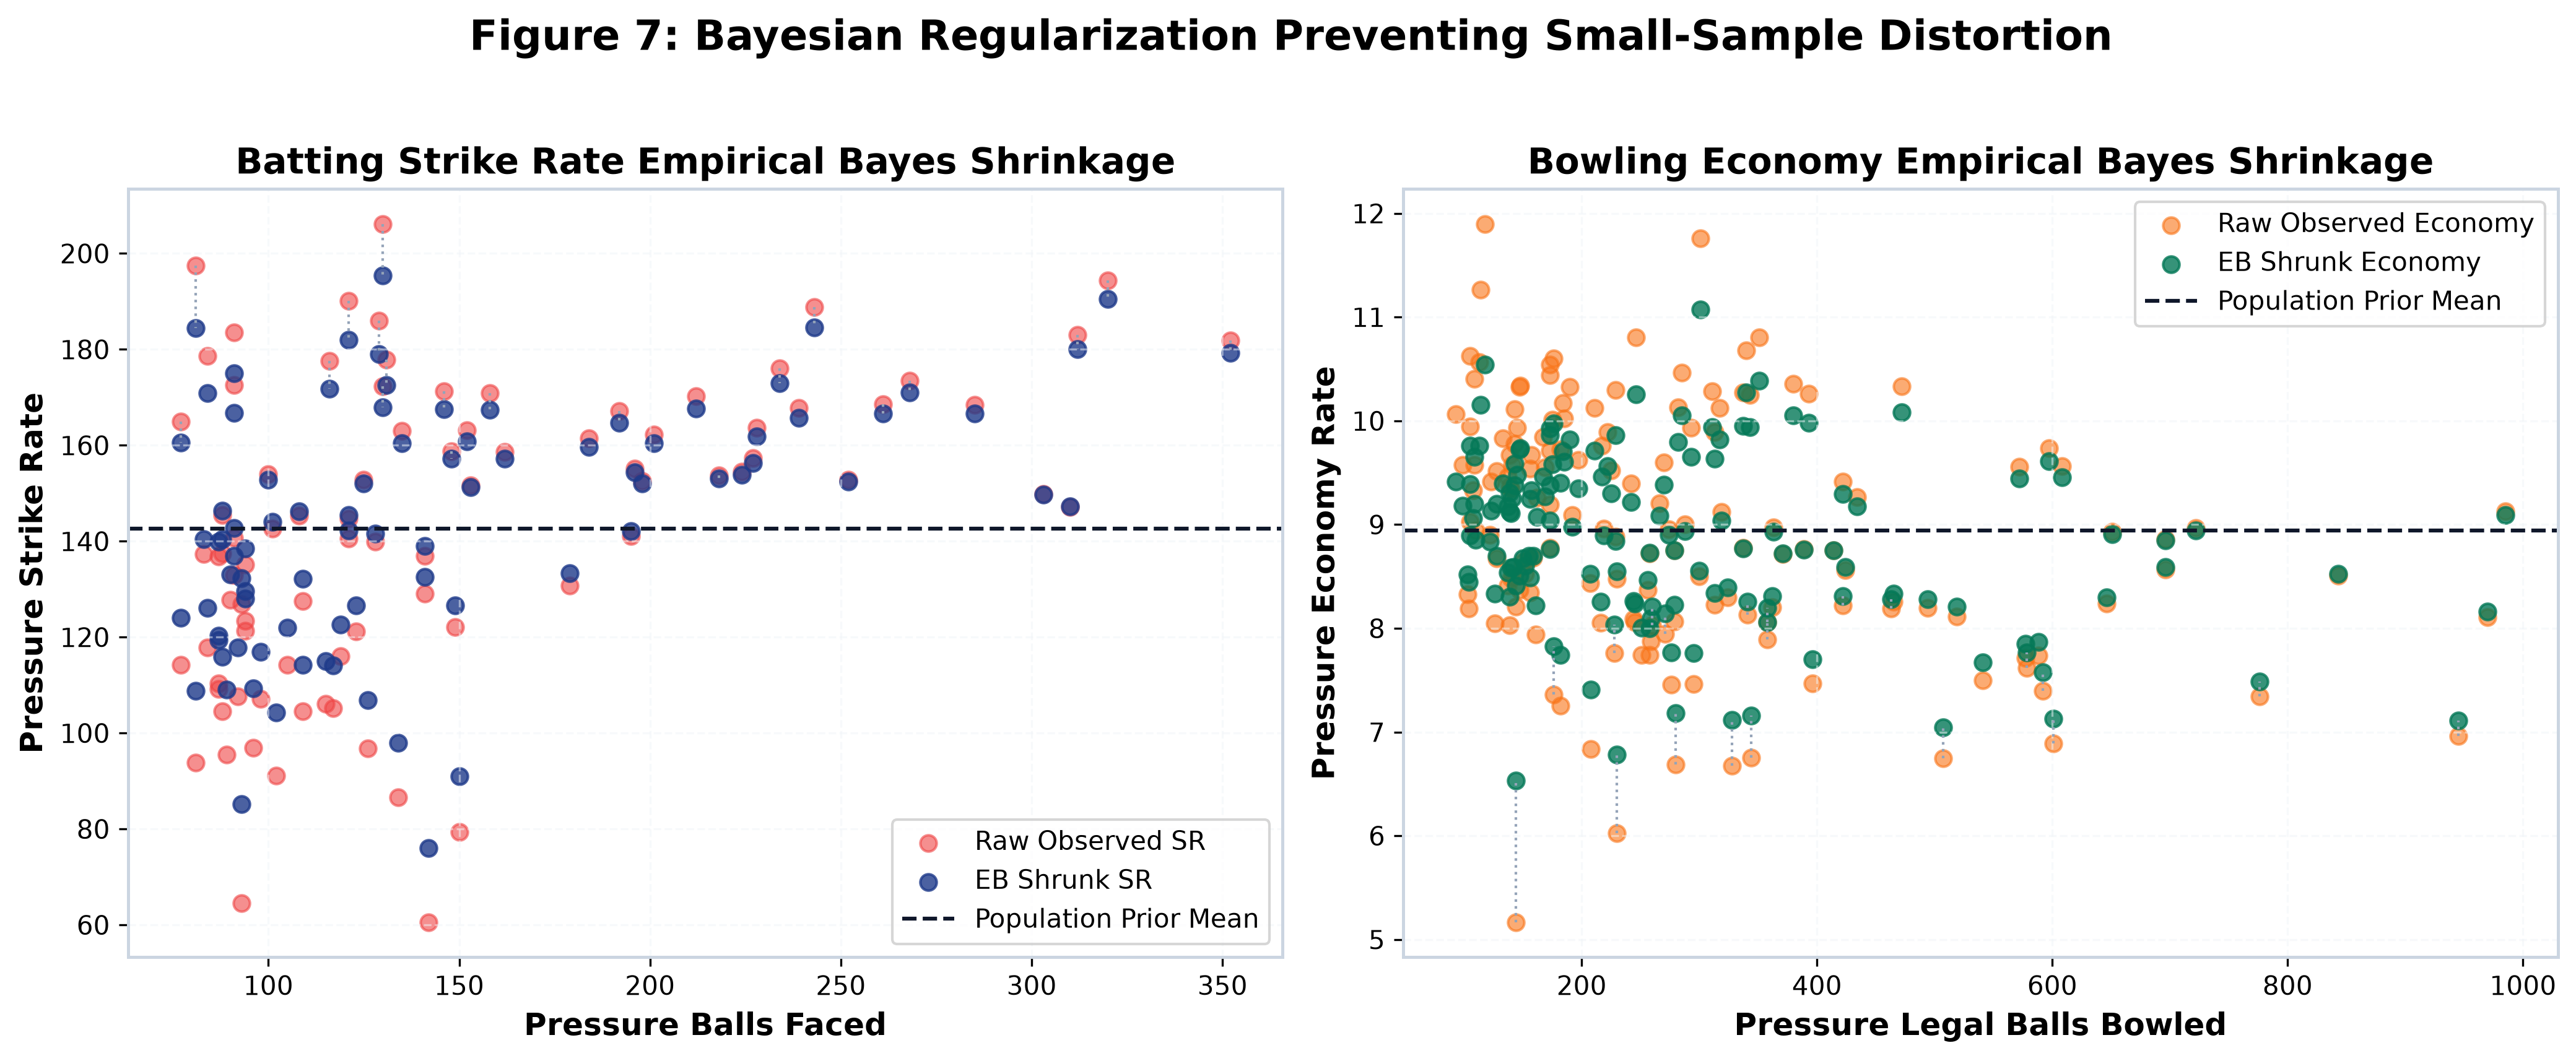 Figure 7: Bayesian Regularization Preventing Small-Sample Distortion
Batting Strike Rate Empirical Bayes Shrinkage
Pressure Strike Rate
200
180
160
140
120
100
80
60
Raw Observed SR
EB Shrunk SR
Population Prior Mean
100
150
200
250
300
350
Pressure Balls Faced
Bowling Economy Empirical Bayes Shrinkage
Pressure Economy Rate
12
11
10
9
8
7
6
5
Raw Observed Economy
EB Shrunk Economy
Population Prior Mean
200
400
600
800
1000
Pressure Legal Balls Bowled